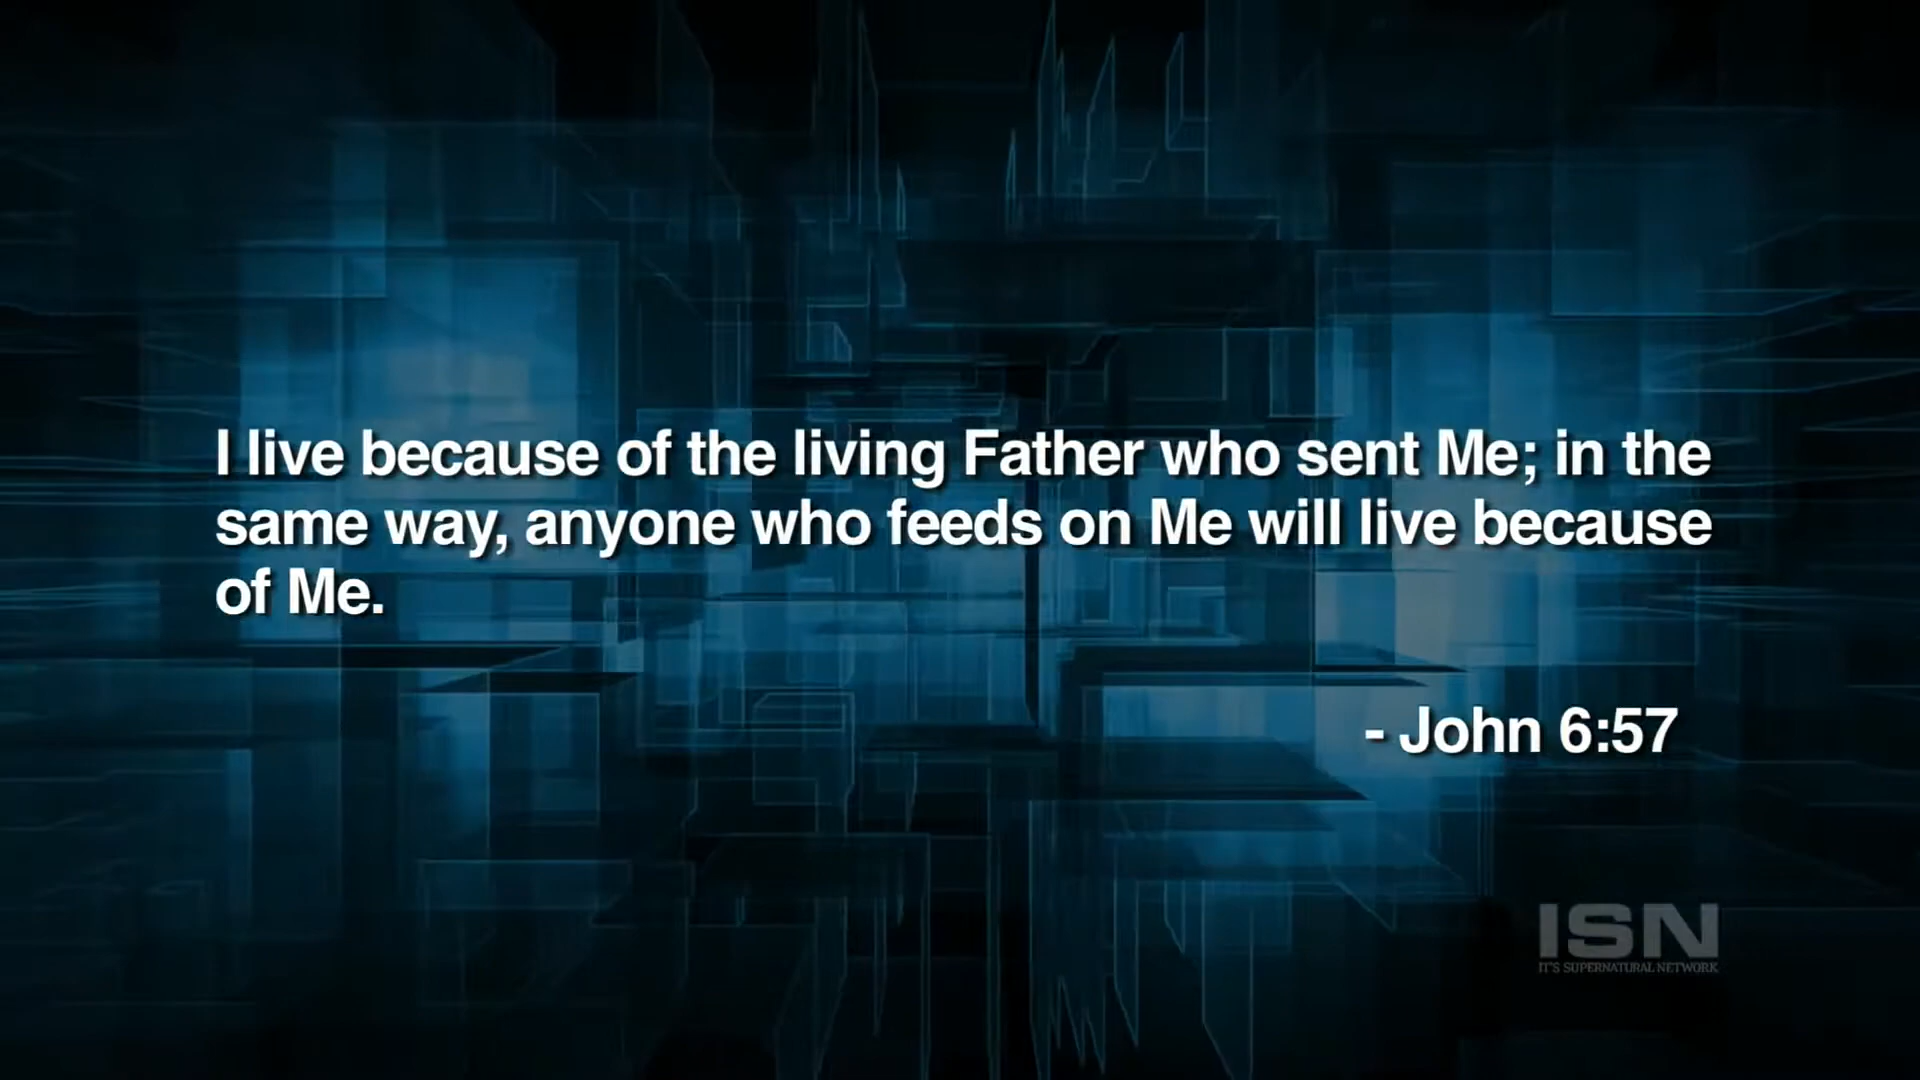 I live because of the living Father who sent Me; in the
same way, anyone who feeds on Me will live because
of Me.
- John 6:57
ISN
IT'S SUPERNATURAL NETWORK